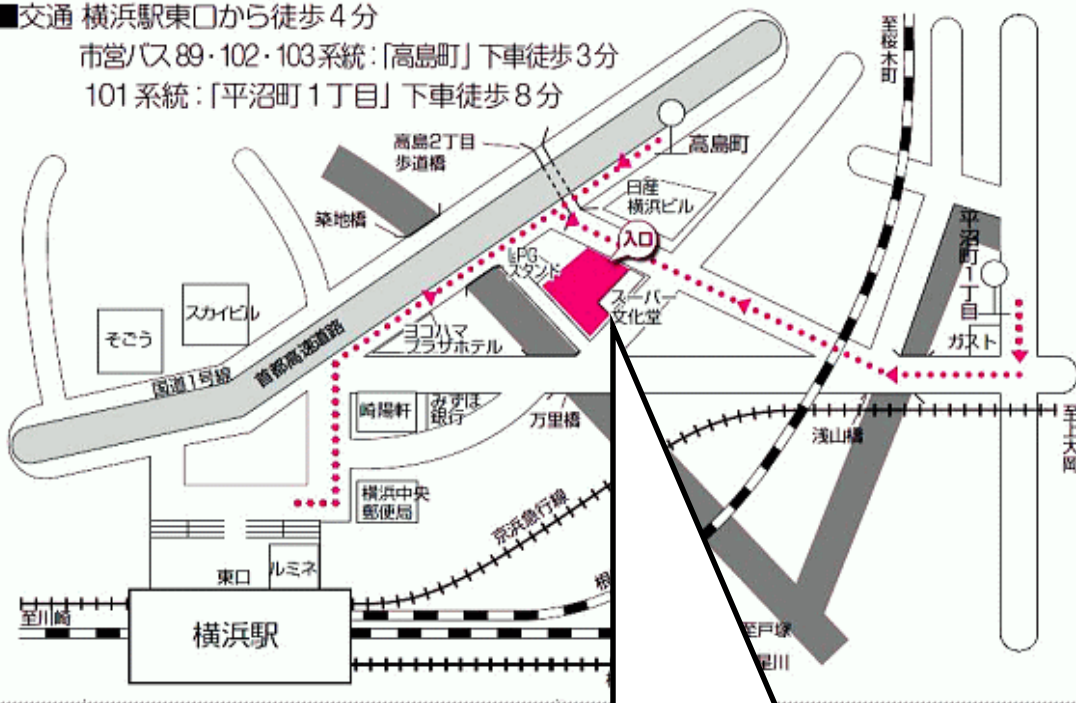 ■交通 横浜駅東口から徒歩4分
市営バス89・102・103系統：「高島町」下車徒歩3分
101系統：「平沼町1丁目」下車徒歩8分
至桜木町
高島2丁目
歩道橋
高島町
築地橋
日産
横浜ビル
入口
平沼町1丁目
LPG
スタンド
スーパー
文化堂
スカイビル
そごう
ヨコハマ
プラザホテル
ガスト
国道1号線
首都高速道路
崎陽軒
みずほ
銀行
万里橋
浅山橋
至上大岡
横浜中央
郵便局
京浜急行線
東口
ルミネ
根
至川崎
横浜駅
至戸塚
星川